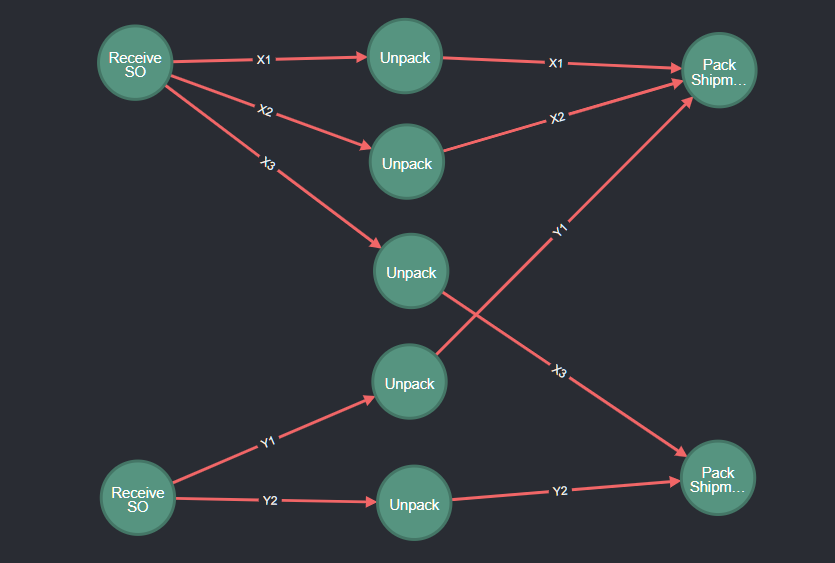 Receive
SO
X1
Unpack
X1
Pack
Shipm...
X2
Unpack
X2
X3
Unpack
Y1
X3
Unpack
Y1
Receive
SO
Y2
Unpack
Y2
Pack
Shipm...